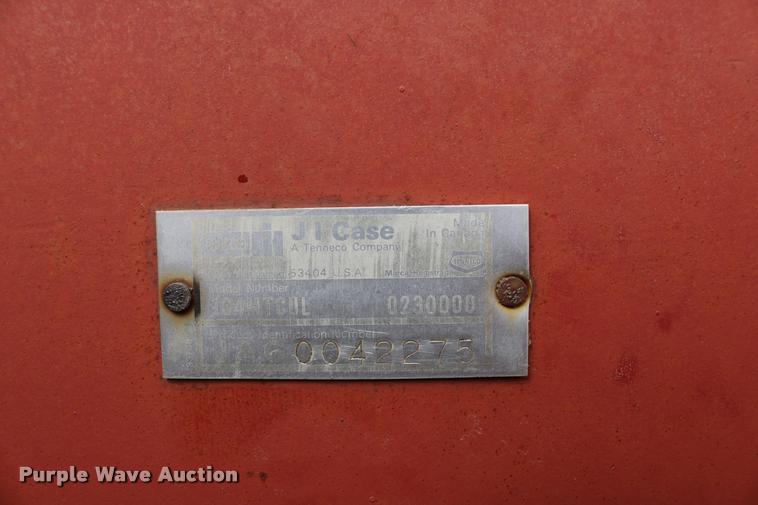 J I Case
A Tenneco Company
Made
In Canada
53404 U.S.A.
Model Number
0230000
Identification Number
0042275
Purple Wave Auction